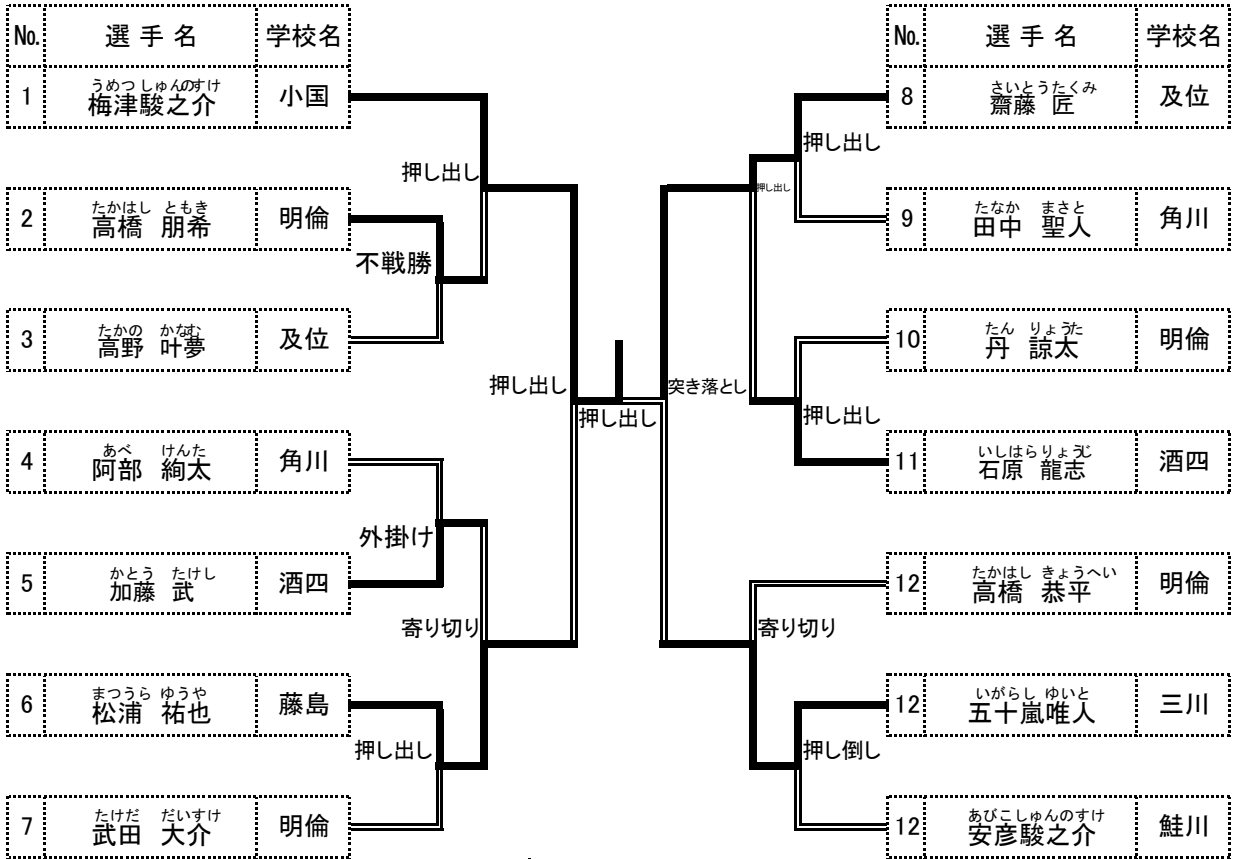 No. 選手名 学校名
うめつ しゅんのすけ
1 梅津駿之介 小国
押し出し
たかはし ともき
2 高橋 朋希 明倫
不戦勝
たかの かなむ
3 高野 叶夢 及位
押し出し
あべ けんた
4 阿部 絢太 角川
外掛け
かとう たけし
5 加藤 武 酒四
寄り切り
まつうら ゆうや
6 松浦 祐也 藤島
押し出し
たけだ だいすけ
7 武田 大介 明倫
押し出し
No. 選手名 学校名
さいとうたくみ
8 齋藤 匠 及位
押し出し
押し出し
たなか まさと
9 田中 聖人 角川
たん りょうた
10 丹 諒太 明倫
突き落とし
押し出し
いしはらりょうじ
11 石原 龍志 酒四
たかはし きょうへい
12 高橋 恭平 明倫
寄り切り
いがらし ゆいと
12 五十嵐唯人 三川
押し倒し
あびこしゅんのすけ
12 安彦駿之介 鮭川